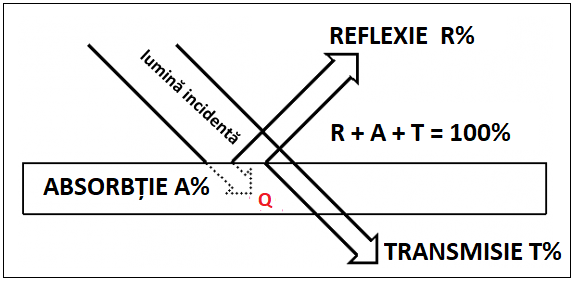 REFLEXIE R%
lumină incidentă
R + A + T = 100%
ABSORBȚIE A%
Q
TRANSMISIE T%